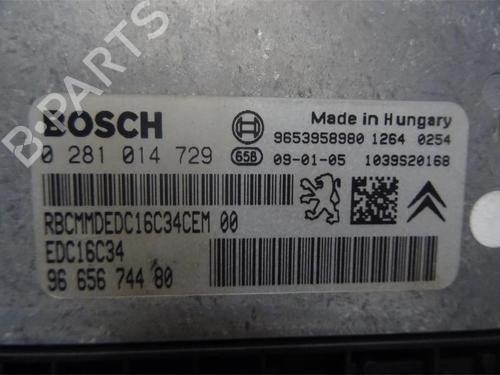 BOSCH
Made in Hungary
9653958980 1264 0254
0 281 014 729
658
09-01-05 1039S20168
RBCMMDEDC16C34CEM 00
EDC16C34
96 656 744 80
B-PARTS